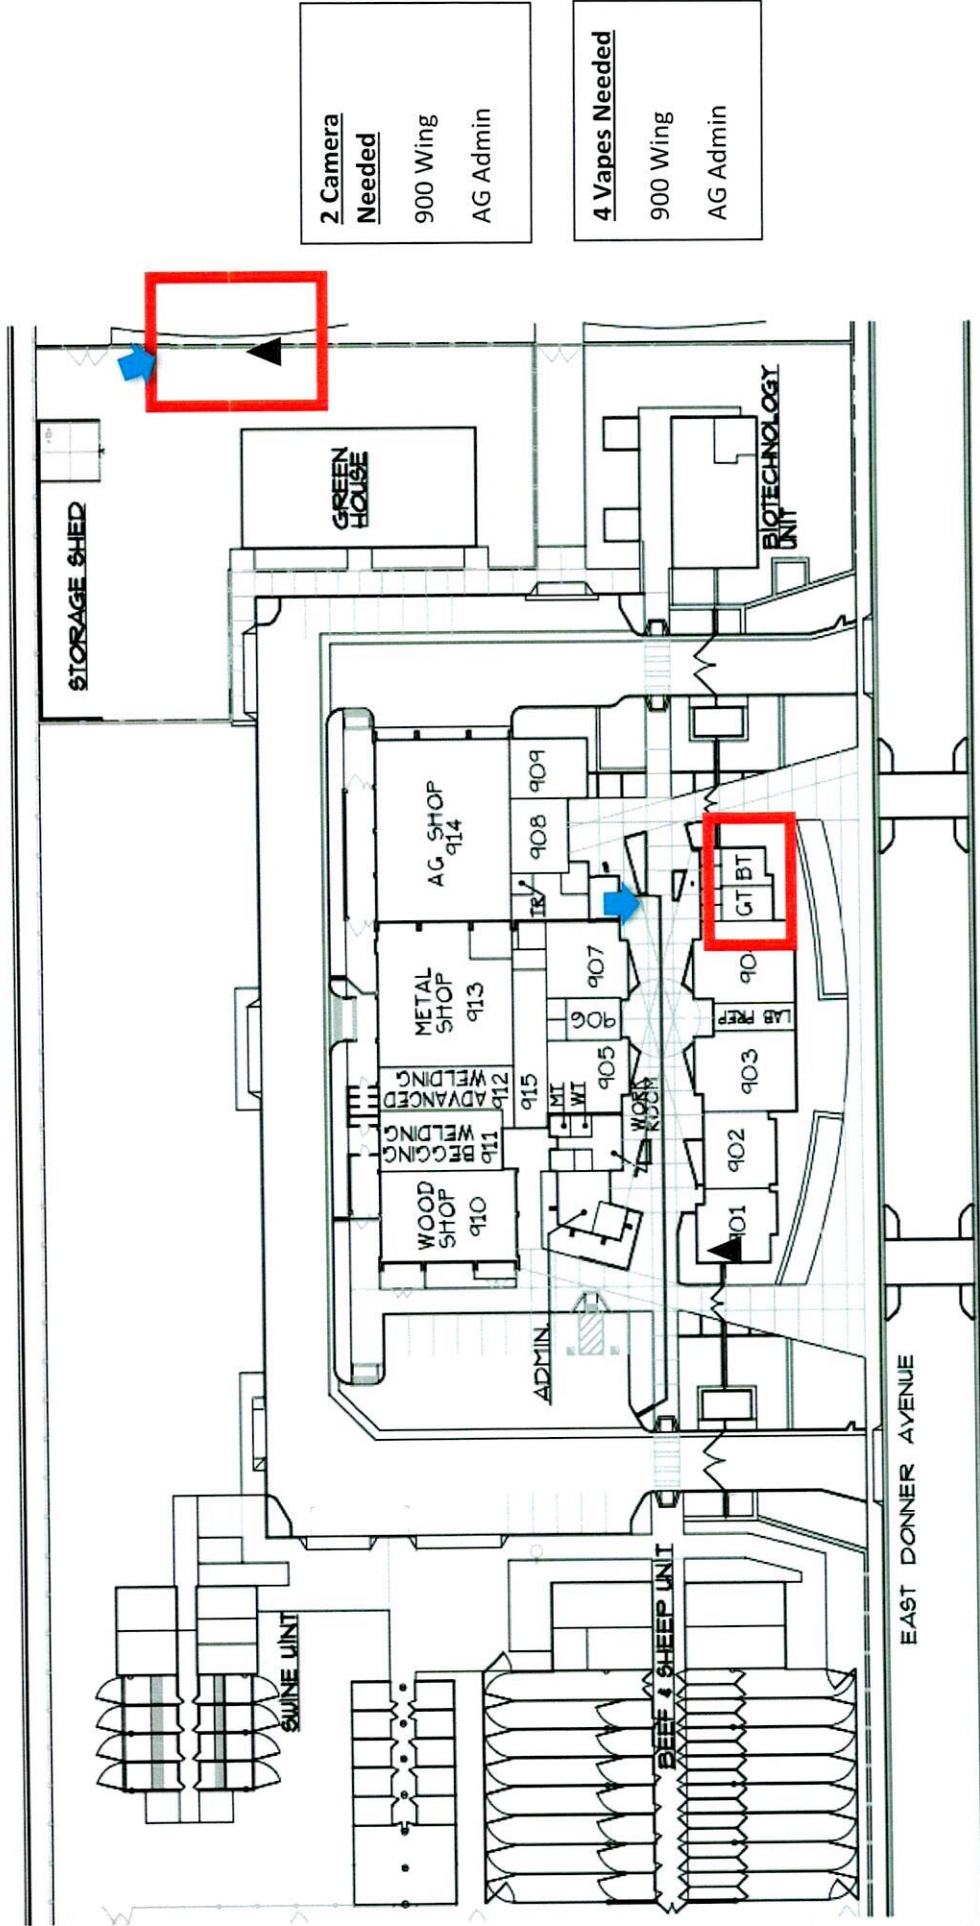 2 Camera
Needed
900 Wing
AG Admin
4 Vapes Needed
900 Wing
AG Admin
STORAGE SHED
GREEN
HOUSE
BIOTECHNOLOGY
UNIT
AG SHOP
914
909
908
TR
METAL
SHOP
913
907
906
905
ADVANCED
WELDING
912
915
MT
WT
BEGGING
WELDING
911
WOOD
SHOP
910
WORK
ROOM
GT
BT
904
LAB PREP
903
902
901
ADMIN.
SWINE UINT
BEEF & SHEEP UNIT
EAST DONNER AVENUE